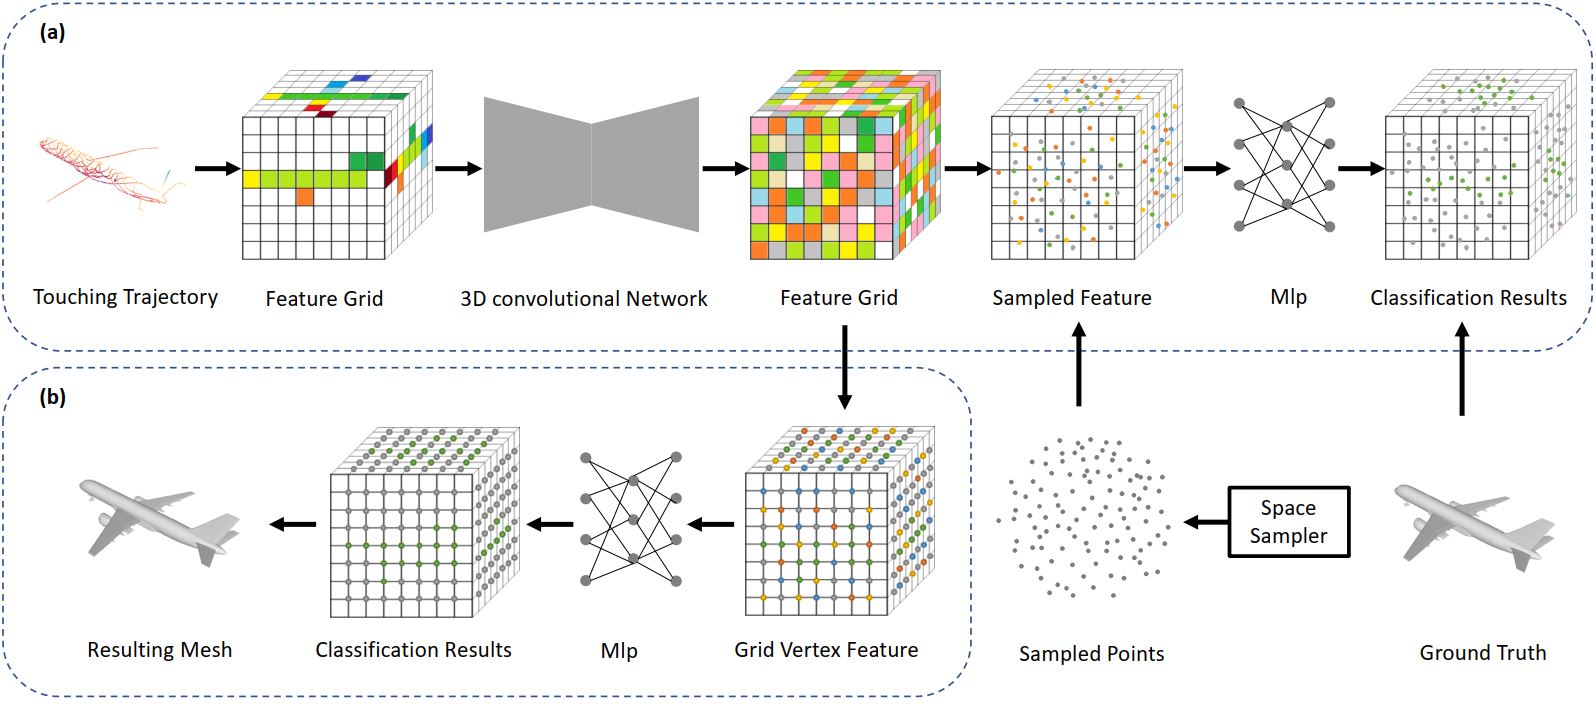 (a)
Touching Trajectory
Feature Grid
3D convolutional Network
Feature Grid
Sampled Feature
Mlp
Classification Results
(b)
Resulting Mesh
Classification Results
Mlp
Grid Vertex Feature
Sampled Points
Space
Sampler
Ground Truth